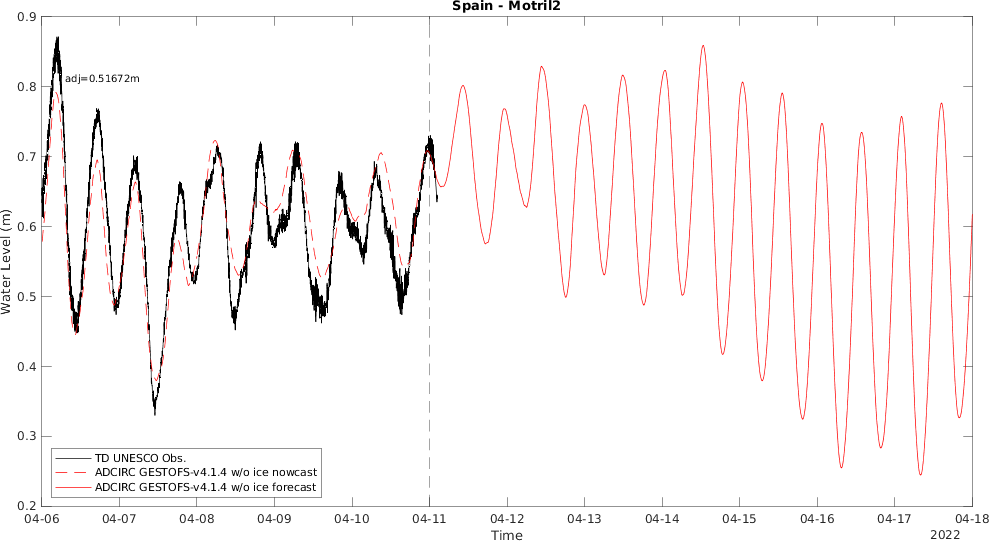 Spain - Motril2
0.9
0.8
0.7
0.6
0.5
0.4
0.3
0.2
Water Level (m)
adj=0.51672m
TD UNESCO Obs.
ADCIRC GESTOFS-v4.1.4 w/o ice nowcast
ADCIRC GESTOFS-v4.1.4 w/o ice forecast
04-06 04-07 04-08 04-09 04-10 04-11 04-12 04-13 04-14 04-15 04-16 04-17 04-18
Time
2022